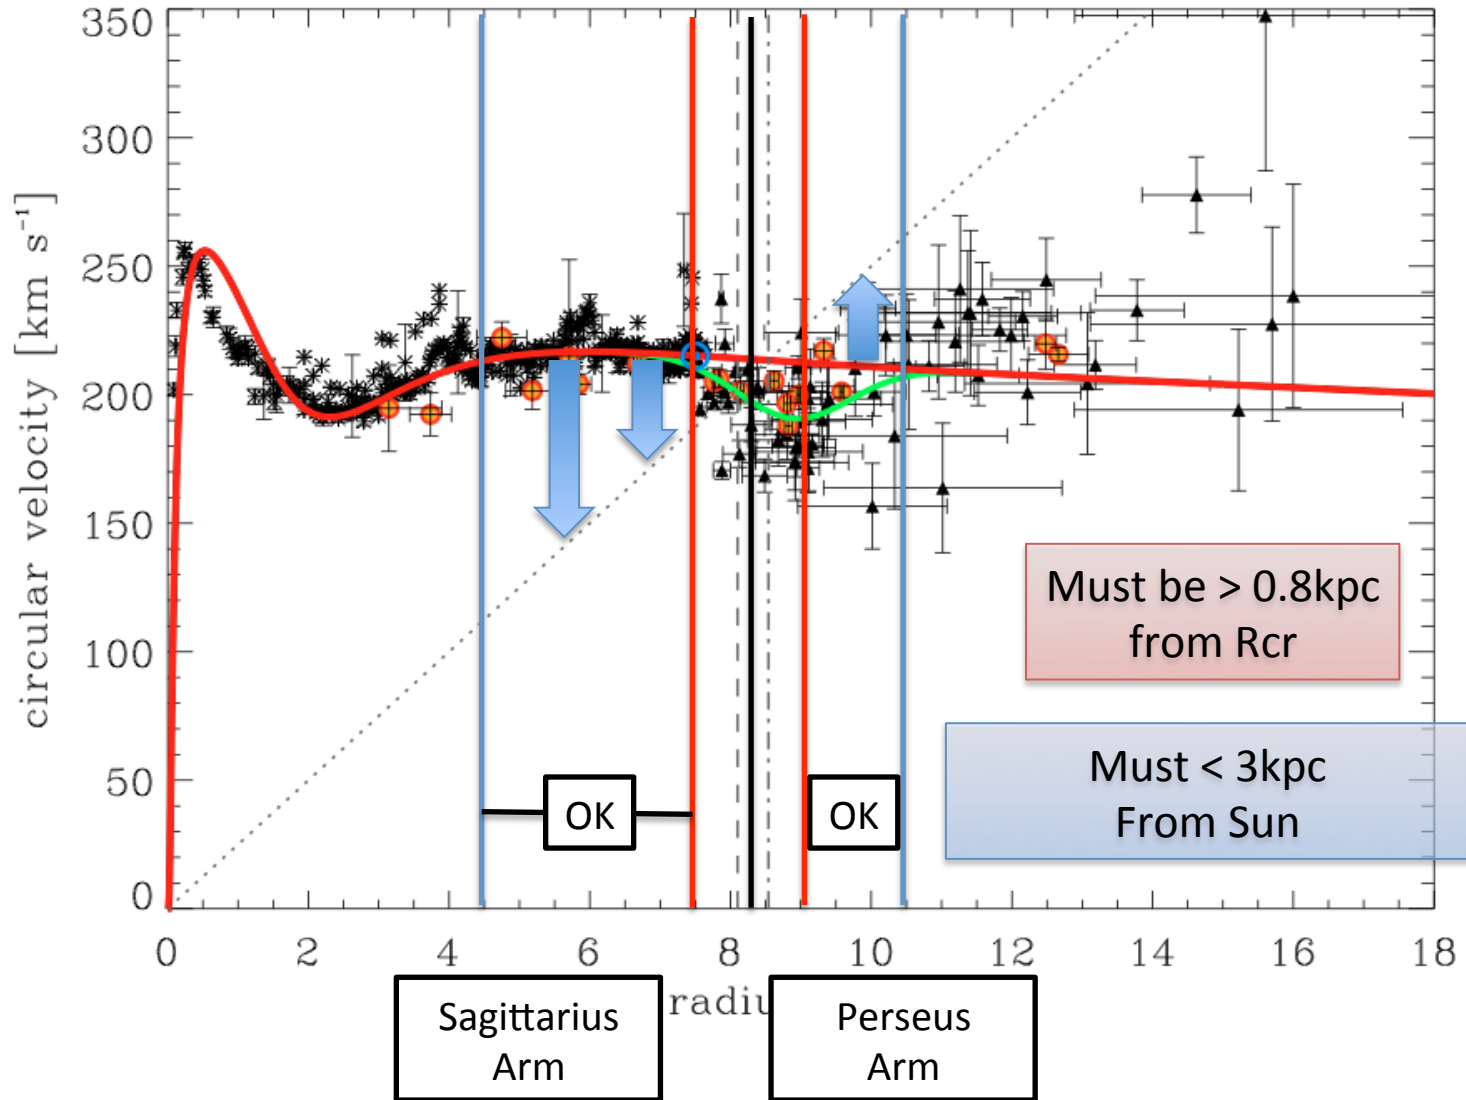 350
350
300
250
200
150
100
50
0
circular velocity [km s⁻¹]
Must be > 0.8kpc
from Rcr
Must < 3kpc
From Sun
OK
OK
0 2 4 6 8 10 12 14 16 18
radiu
Sagittarius
Arm
Perseus
Arm